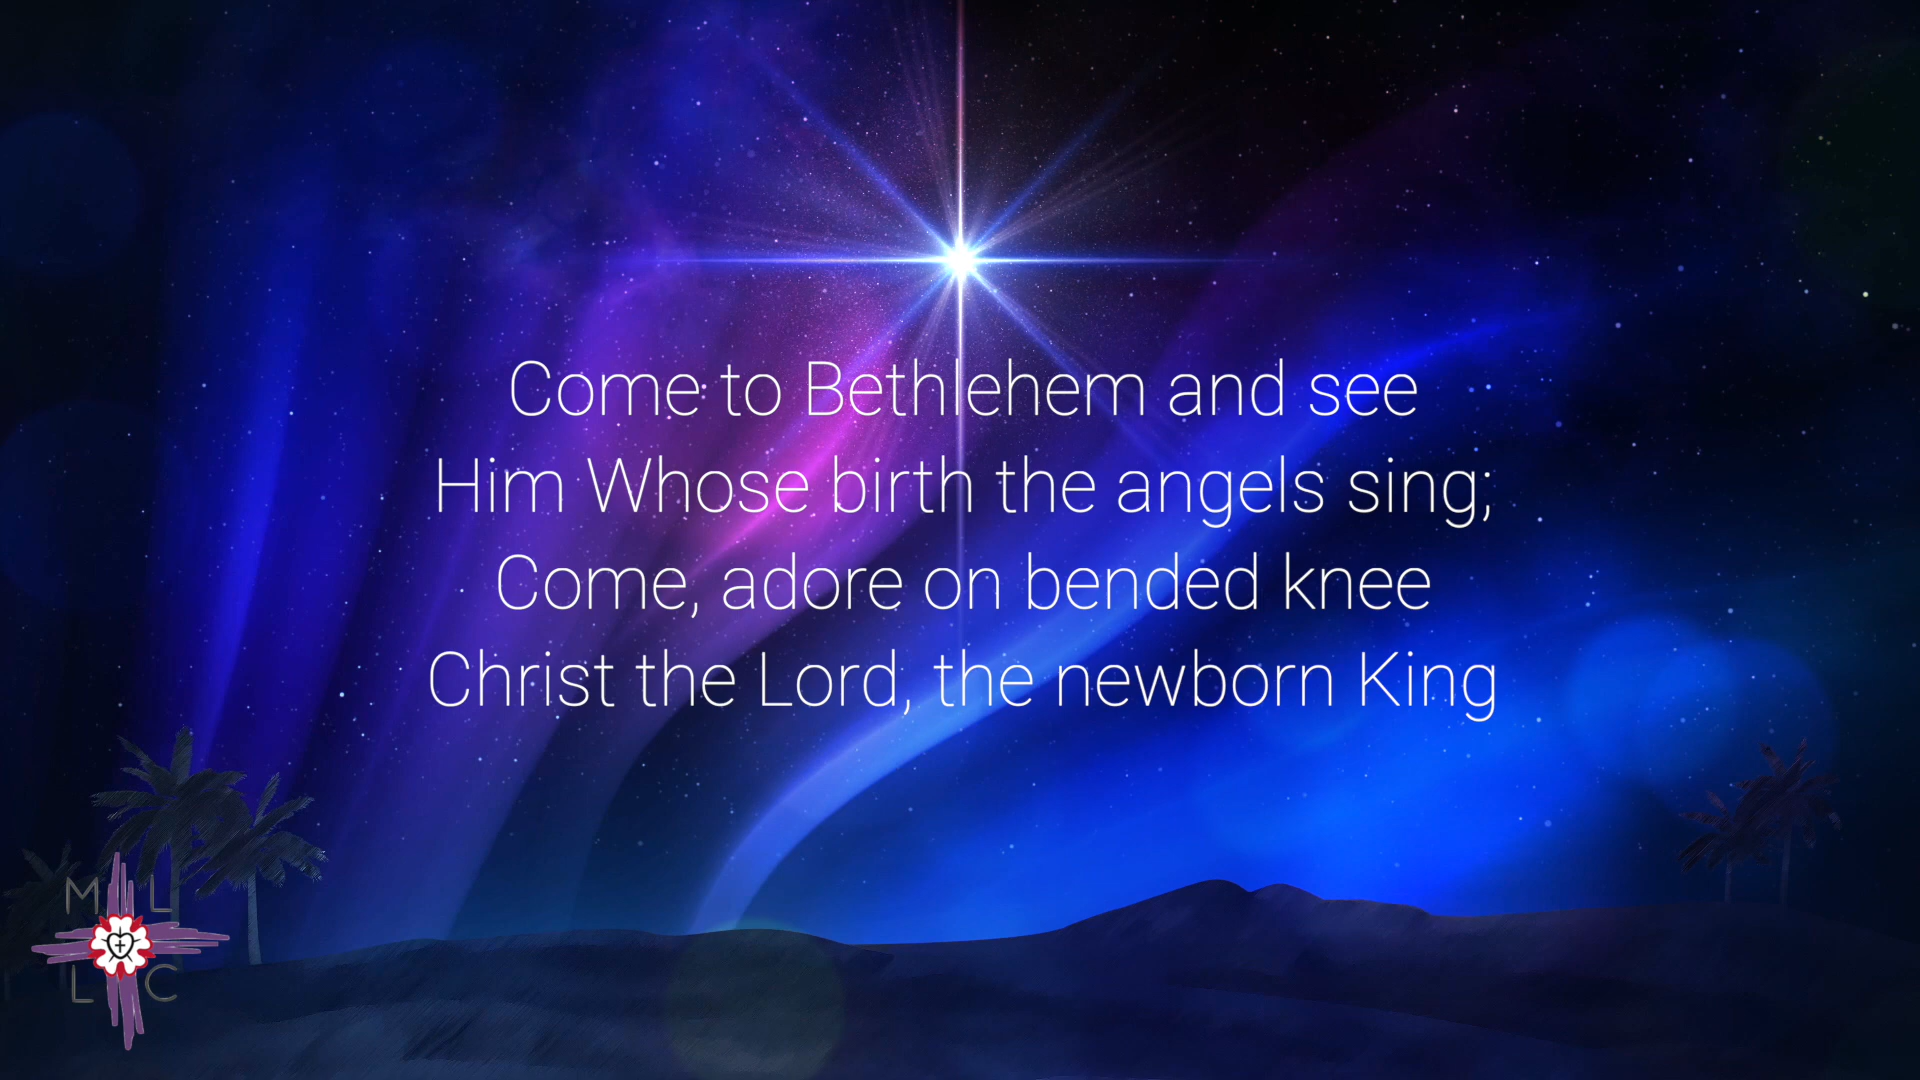 Come to Bethlehem and see
Him Whose birth the angels sing;
Come, adore on bended knee
Christ the Lord, the newborn King
M L
L C